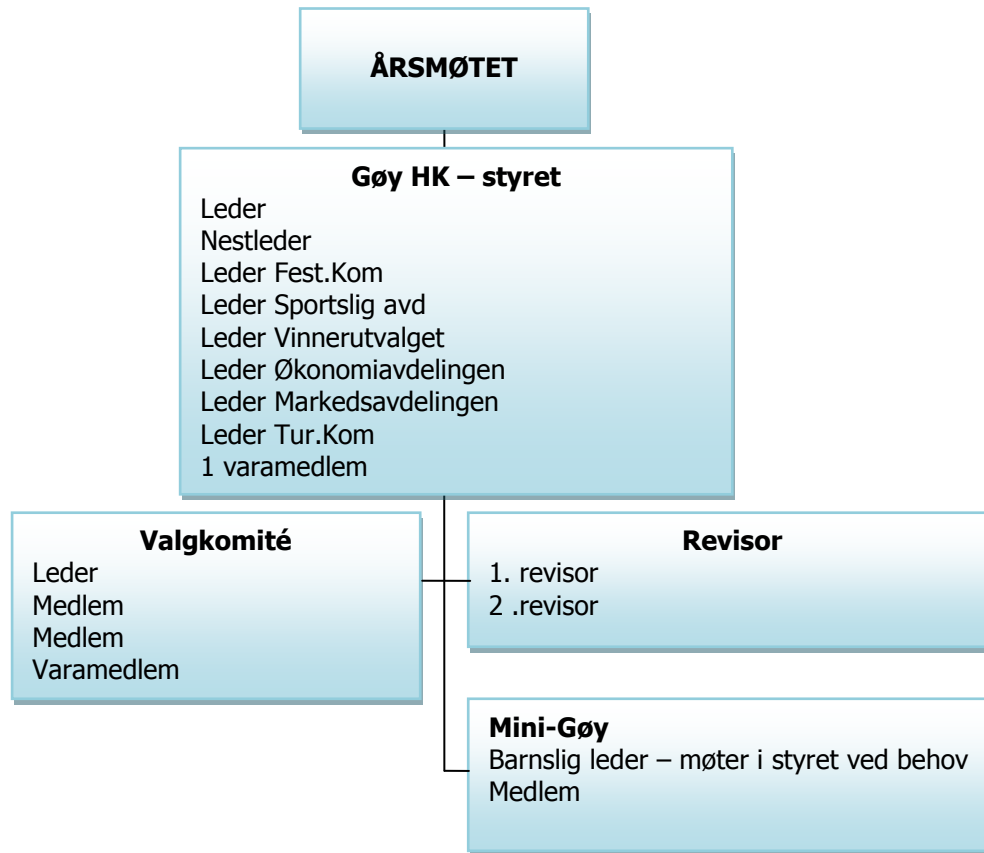 ÅRSMØTET
Gøy HK – styret
Leder
Nestleder
Leder Fest.Kom
Leder Sportslig avd
Leder Vinnerutvalget
Leder Økonomiavdelingen
Leder Markedsavdelingen
Leder Tur.Kom
1 varamedlem
Valgkomité
Leder
Medlem
Medlem
Varamedlem
Revisor
1. revisor
2 .revisor
Mini-Gøy
Barnslig leder – møter i styret ved behov
Medlem